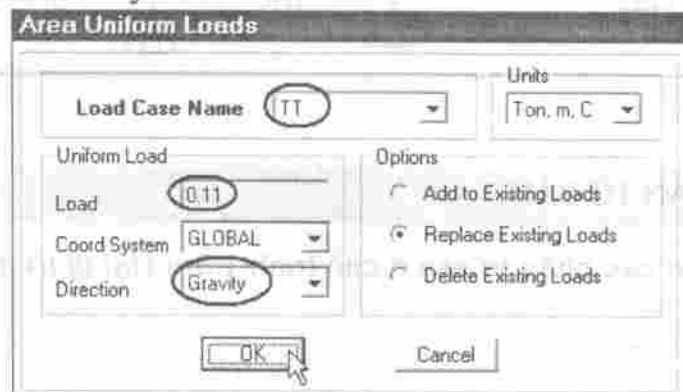 Area Uniform Loads
Load Case Name TT
Units
Ton, m, C
Uniform Load
Load 0.11
Coord System GLOBAL
Direction Gravity
Options
Add to Existing Loads
Replace Existing Loads
Delete Existing Loads
OK
Cancel